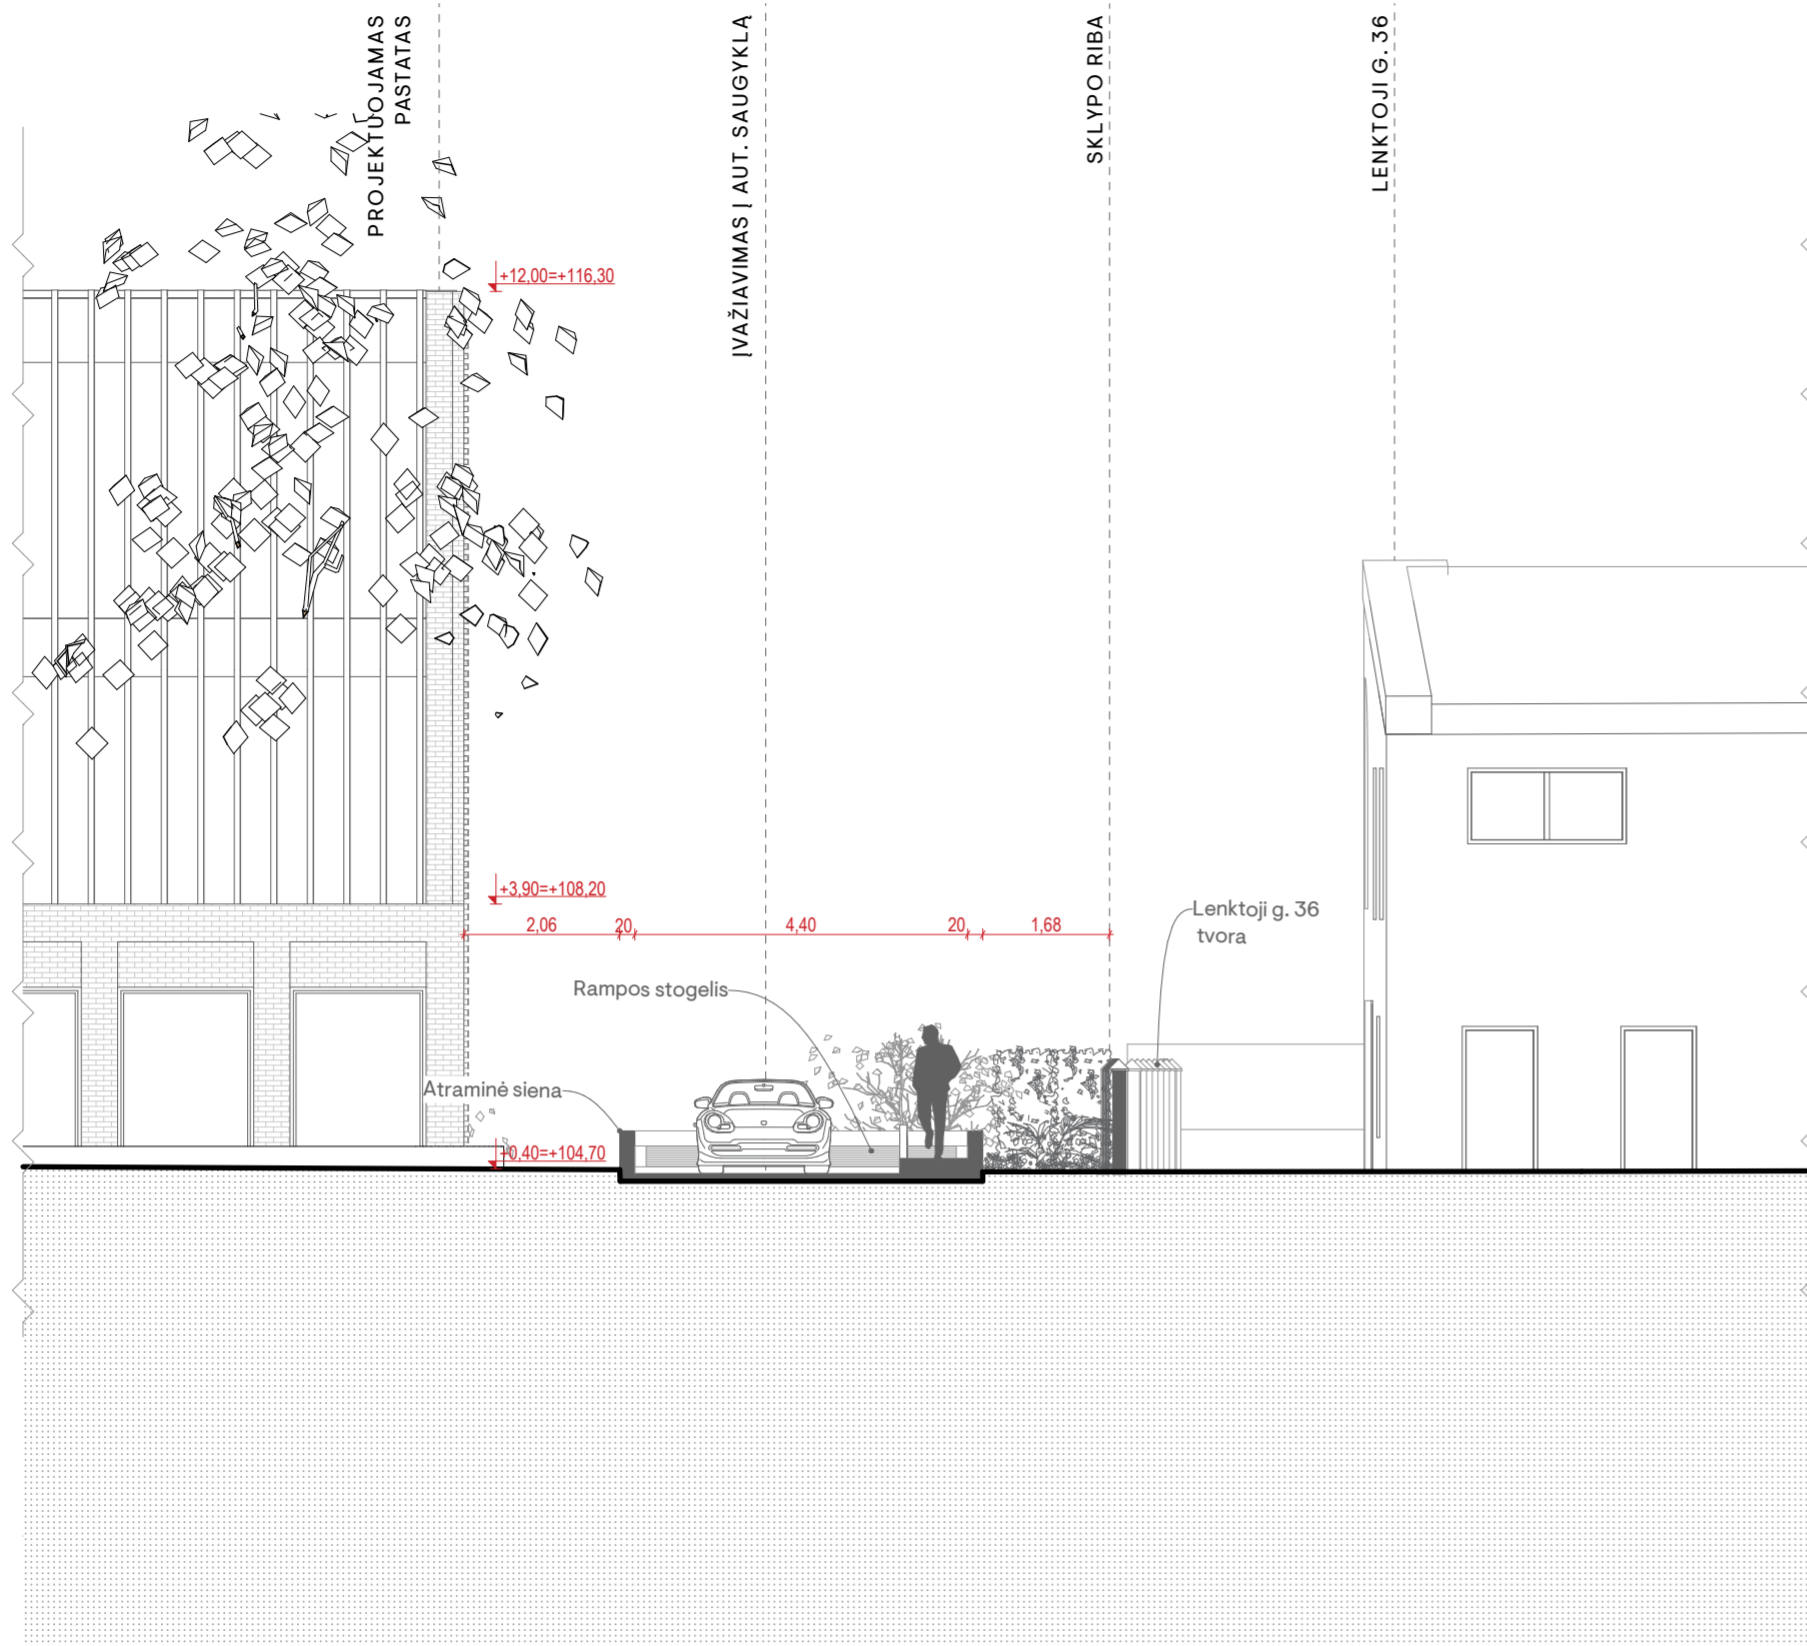 PROJEKTUOJAMAS
PASTATAS
ĮVAŽIAVIMAS Į AUT. SAUGYKLĄ
SKLYPO RIBA
LENKTOJI G. 36
+12,00=+116,30
+3,90=+108,20
2,06
20
4,40
20
1,68
Lenktoji g. 36
tvora
Rampos stogelis
Atraminė siena
+0,40=+104,70